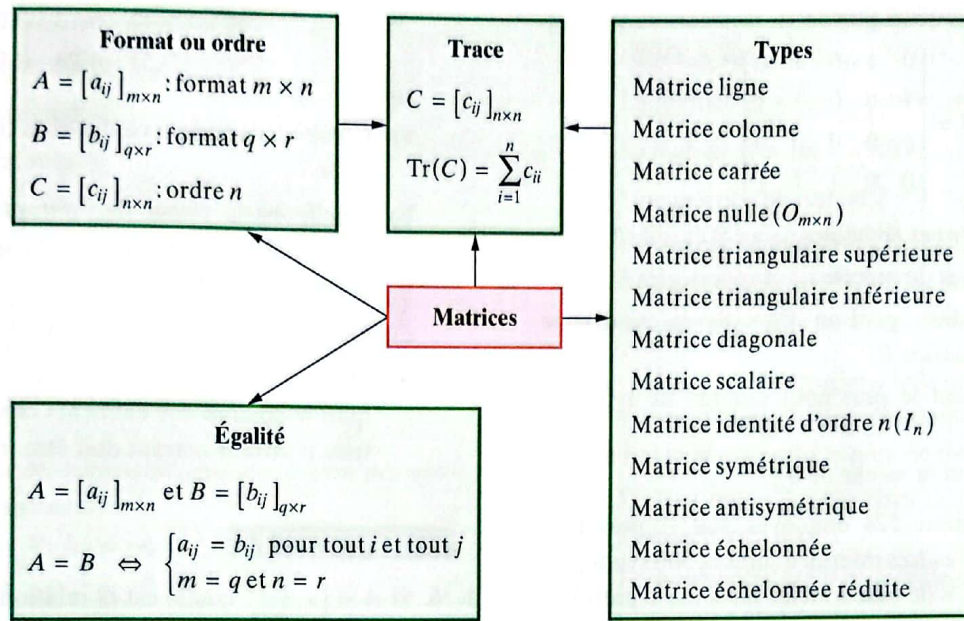 Format ou ordre
A = [a_ij]_m×n : format m × n
B = [b_ij]_q×r : format q × r
C = [c_ij]_n×n : ordre n
Trace
C = [c_ij]_n×n
Tr(C) = ∑_{i=1}^{n} c_ii
Types
Matrice ligne
Matrice colonne
Matrice carrée
Matrice nulle (O_m×n)
Matrice triangulaire supérieure
Matrice triangulaire inférieure
Matrice diagonale
Matrice scalaire
Matrice identité d'ordre n (I_n)
Matrice symétrique
Matrice antisymétrique
Matrice échelonnée
Matrice échelonnée réduite
Matrices
Égalité
A = [a_ij]_m×n et B = [b_ij]_q×r
A = B ⇔ { a_ij = b_ij pour tout i et tout j
m = q et n = r